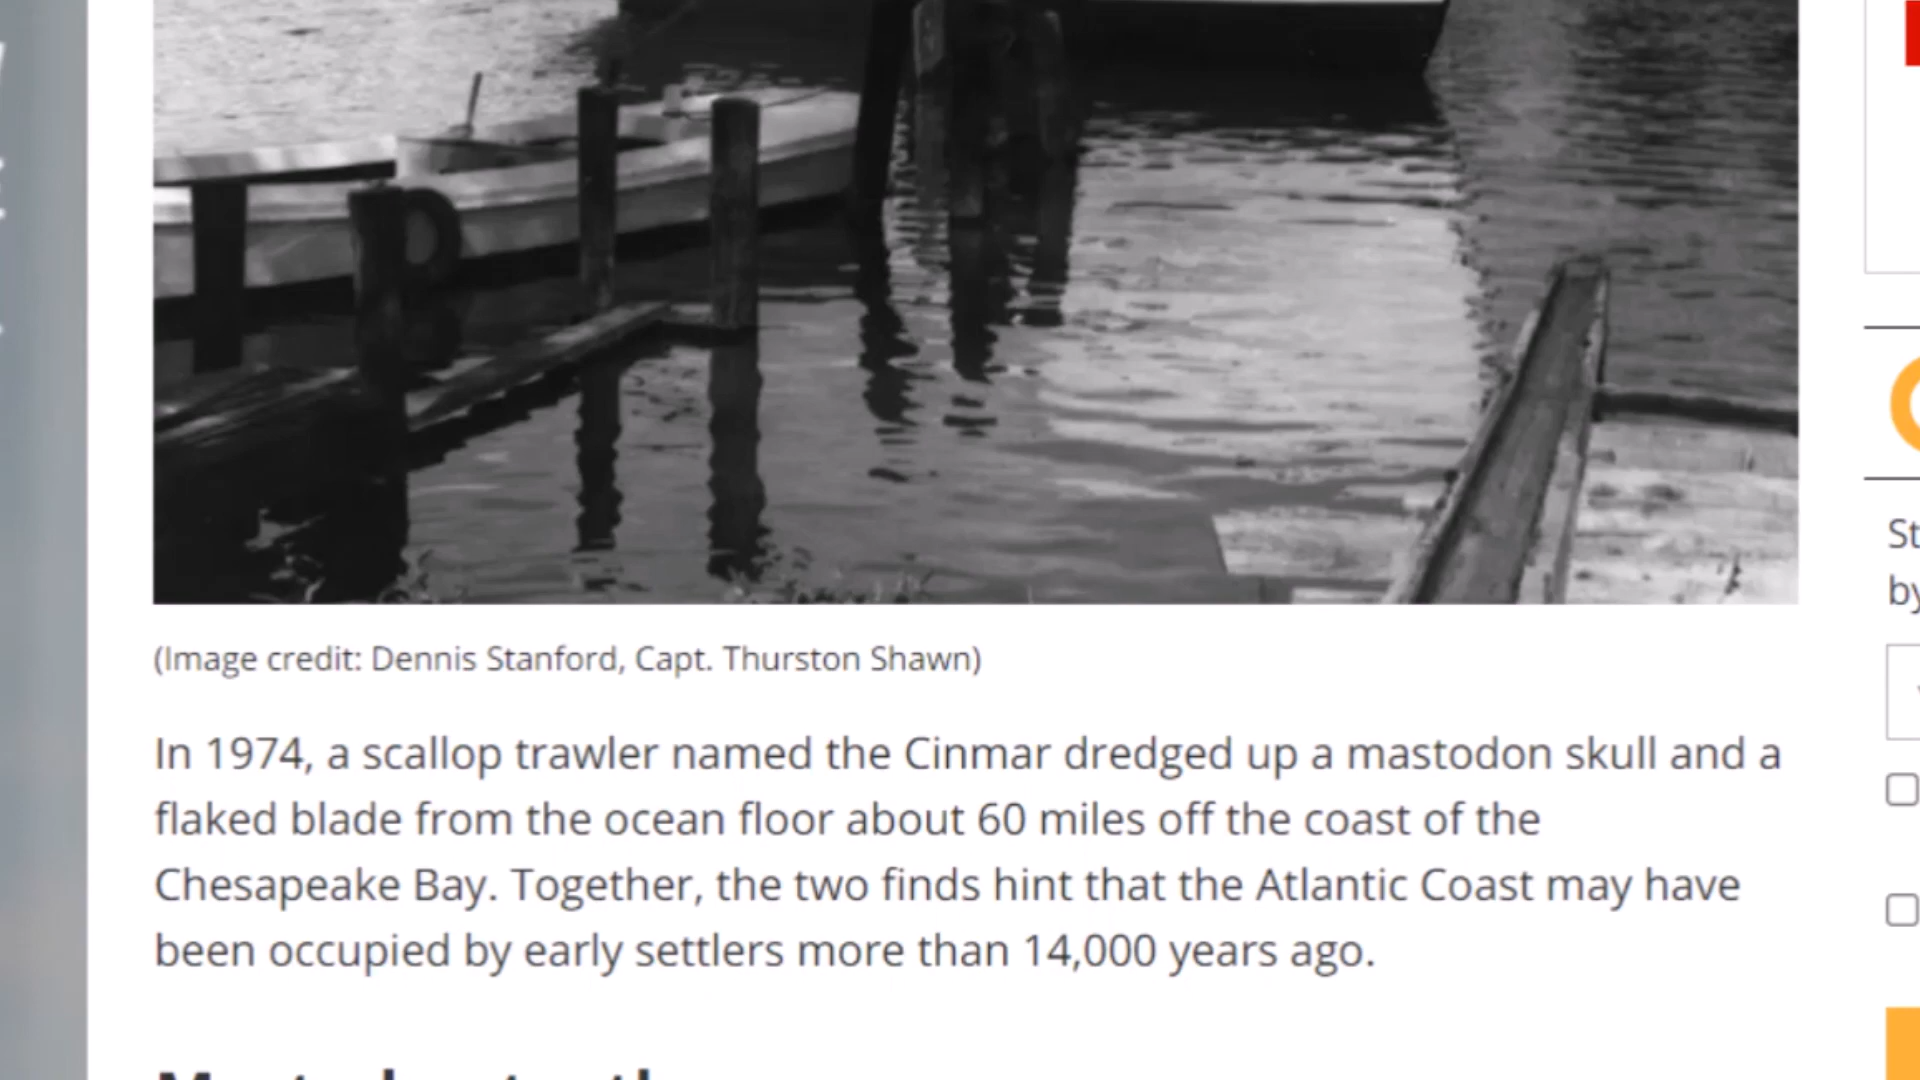 (Image credit: Dennis Stanford, Capt. Thurston Shawn)
In 1974, a scallop trawler named the Cinmar dredged up a mastodon skull and a
flaked blade from the ocean floor about 60 miles off the coast of the
Chesapeake Bay. Together, the two finds hint that the Atlantic Coast may have
been occupied by early settlers more than 14,000 years ago.
St
by